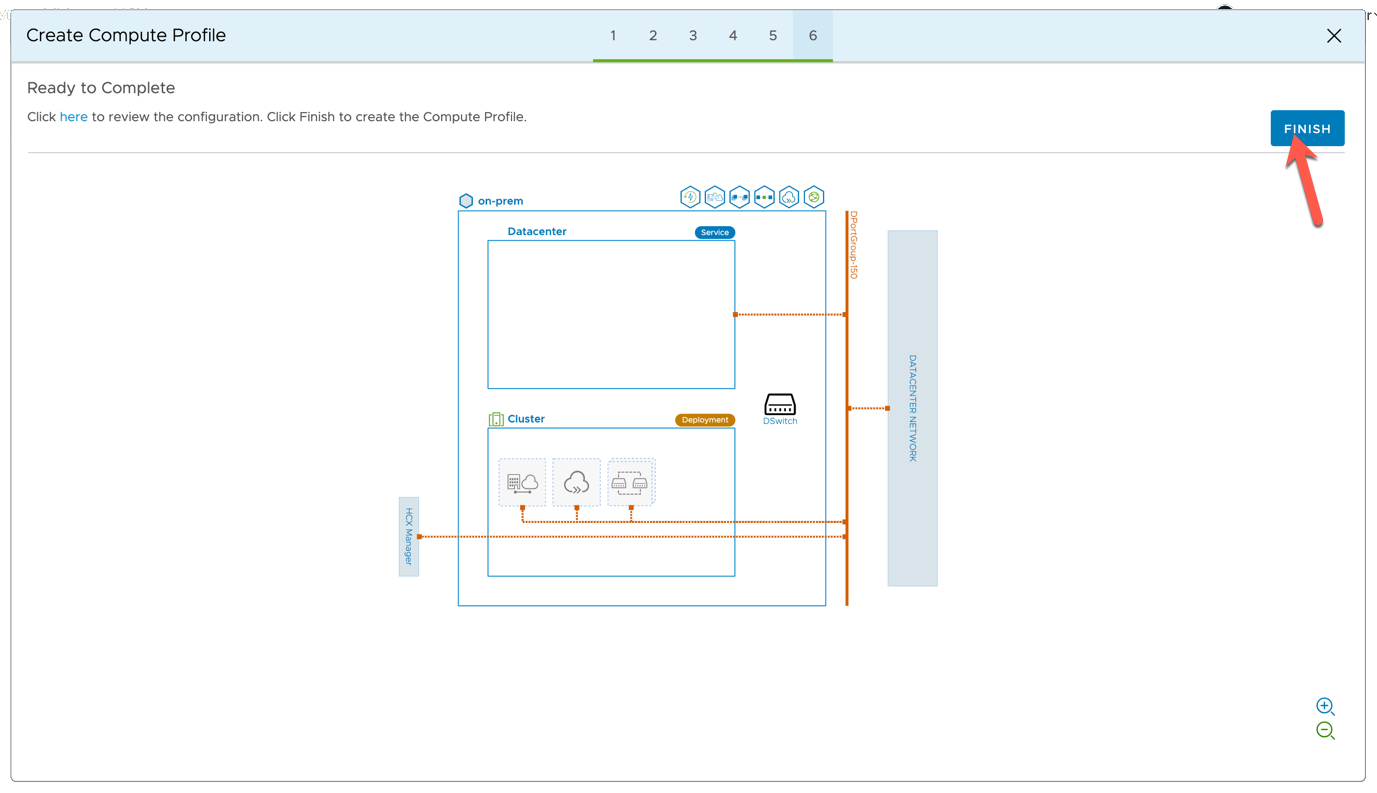 Create Compute Profile
1 2 3 4 5 6
Ready to Complete
Click here to review the configuration. Click Finish to create the Compute Profile.
FINISH
on-prem
DPortGroup-150
Datacenter
Service
DATACENTER NETWORK
DSwitch
Cluster
Deployment
HCX Manager